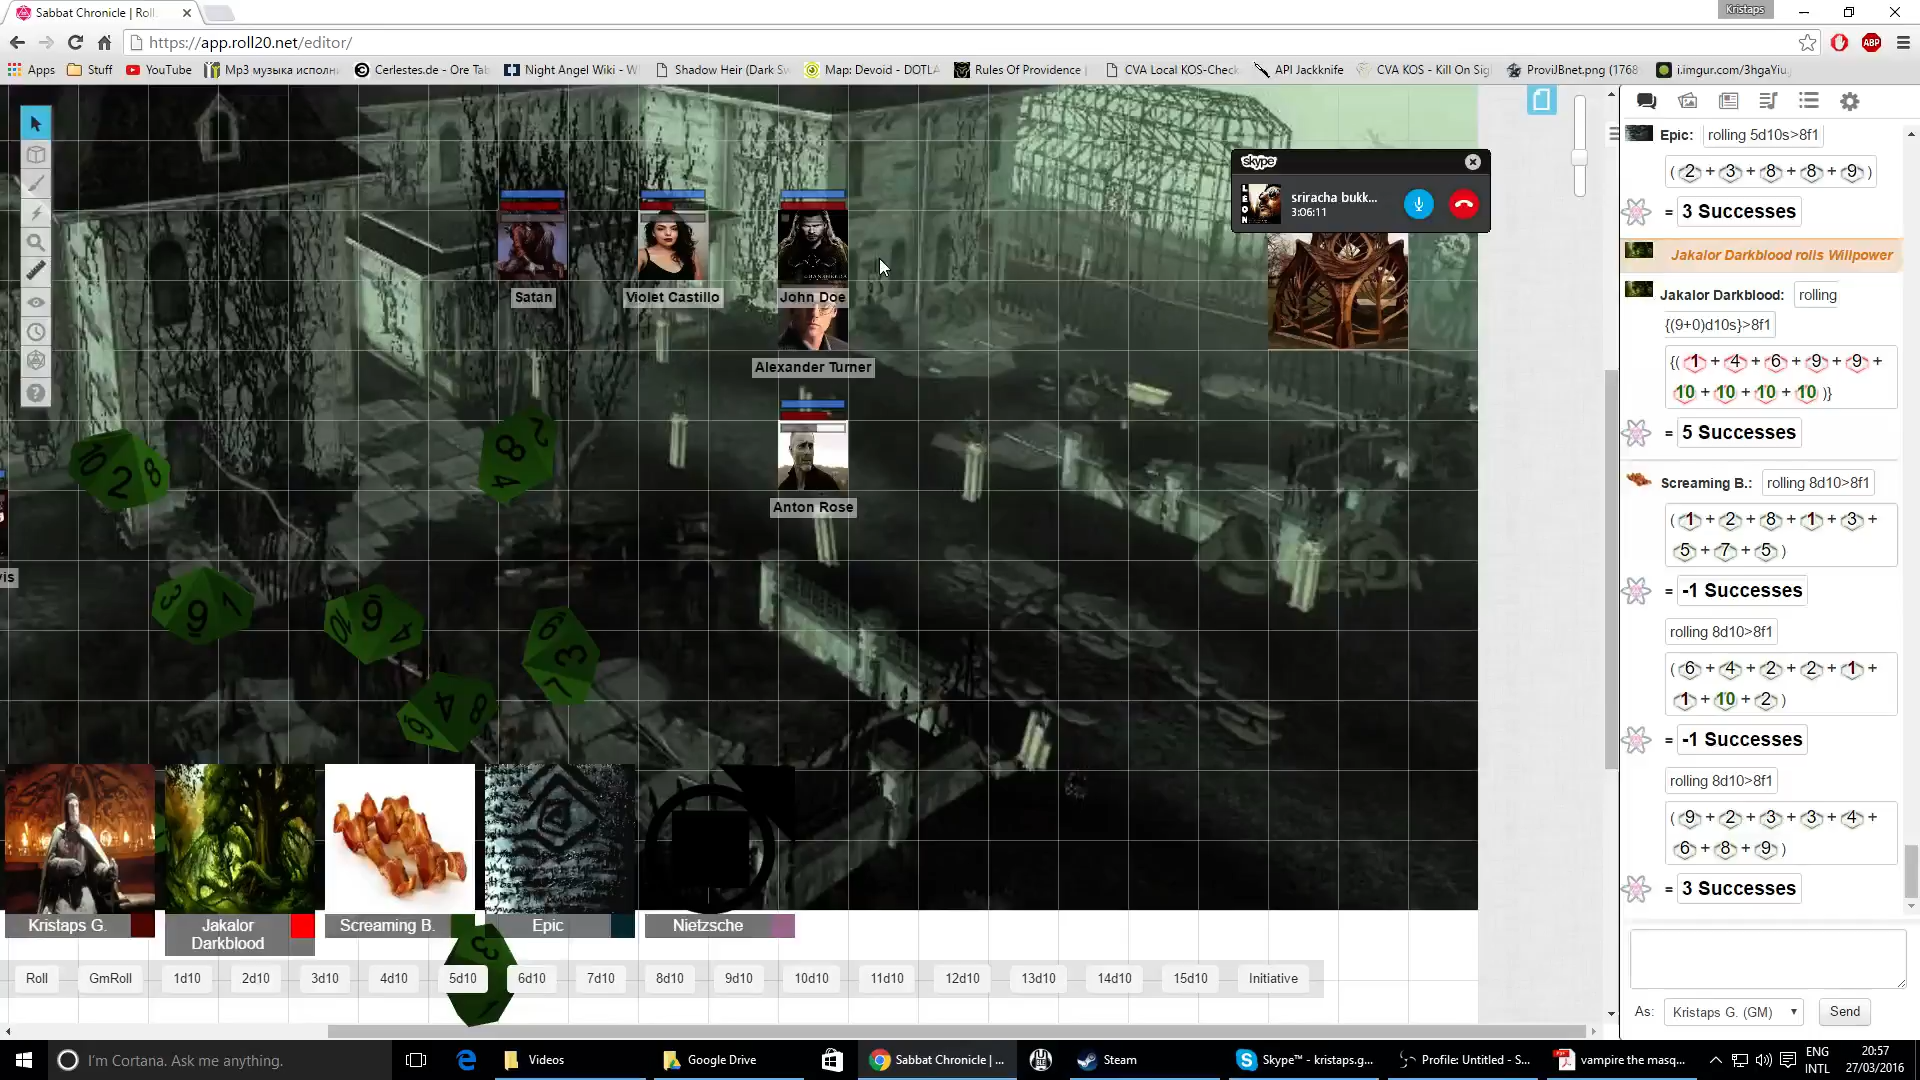 Sabbat Chronicle | Roll
Kristaps
https://app.roll20.net/editor/
Apps
Stuff
YouTube
Mp3 музыка исполни
Cerlestes.de - Ore Tab
Night Angel Wiki - W
Shadow Heir (Dark Sw
Map: Devoid - DOTLA
Rules Of Providence |
CVA Local KOS-Check
API Jackknife
CVA KOS - Kill On Sigl
ProviJBnet.png (1768
i.imgur.com/3hgaYiu.
skype
LEON
sriracha bukk...
3:06:11
Satan
Violet Castillo
John Doe
Alexander Turner
Anton Rose
vis
Kristaps G.
Jakalor
Darkblood
Screaming B.
Epic
Nietzsche
Roll
GmRoll
1d10
2d10
3d10
4d10
5d10
6d10
7d10
8d10
9d10
10d10
11d10
12d10
13d10
14d10
15d10
Initiative
Epic: rolling 5d10s>8f1
(2+3+8+8+9)
= 3 Successes
Jakalor Darkblood rolls Willpower
Jakalor Darkblood: rolling
{(9+0)d10s}>8f1
{(1+4+6+9+9+
10+10+10+10)}
= 5 Successes
Screaming B.: rolling 8d10>8f1
(1+2+8+1+3+
5+7+5)
= -1 Successes
rolling 8d10>8f1
(6+4+2+2+1+
1+10+2)
= -1 Successes
rolling 8d10>8f1
(9+2+3+3+4+
6+8+9)
= 3 Successes
As: Kristaps G. (GM)
Send
I'm Cortana. Ask me anything.
Videos
Google Drive
Sabbat Chronicle | ...
Steam
Skype™ - kristaps.g...
Profile: Untitled - S...
vampire the masq...
ENG
INTL
20:57
27/03/2016